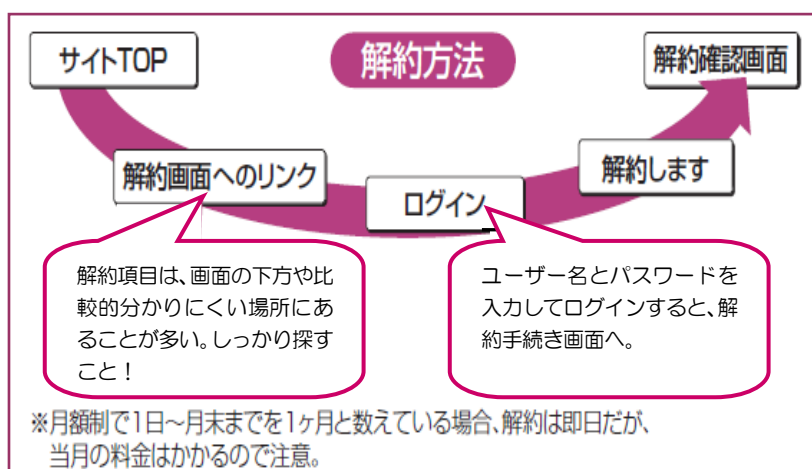 解約方法
サイトTOP
解約画面へのリンク
ログイン
解約します
解約確認画面
解約項目は、画面の下方や比
較的分かりにくい場所にあ
ることが多い。しっかり探す
こと！
ユーザー名とパスワードを
入力してログインすると、解
約手続き画面へ。
※月額制で1日～月末までを1ヶ月と数えている場合、解約は即日だが、
当月の料金はかかるので注意。